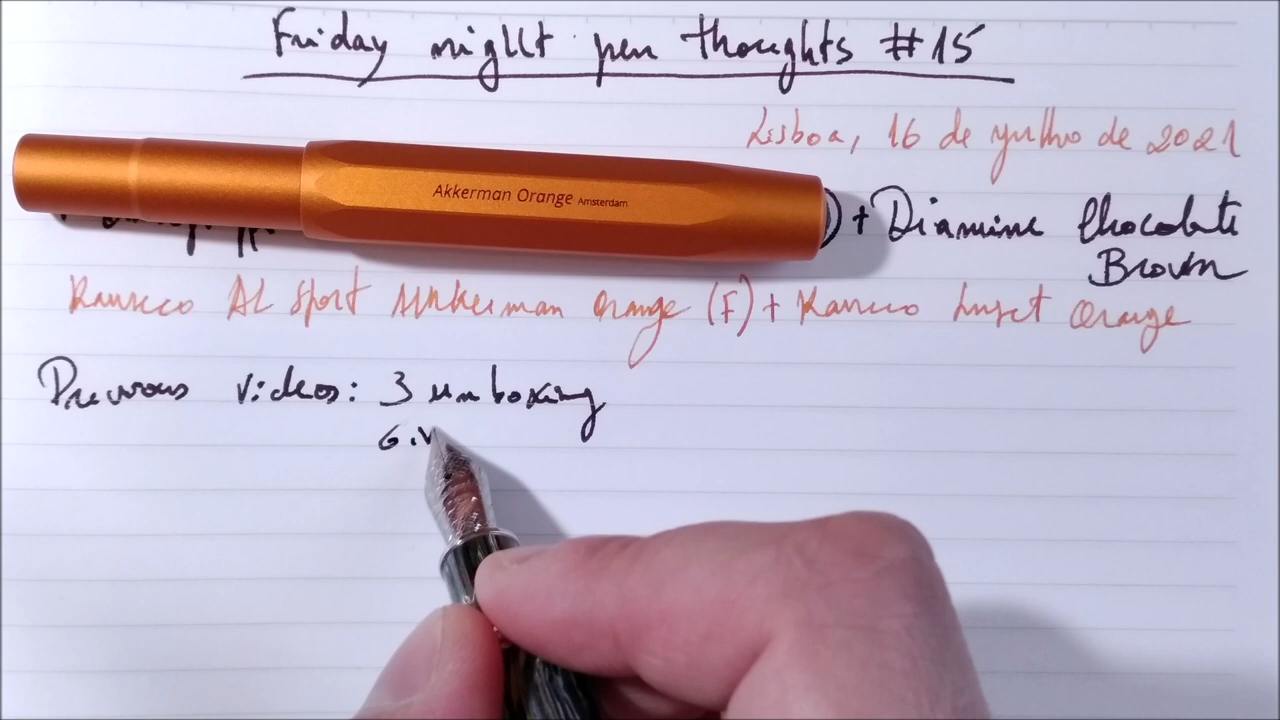 Friday night pen thoughts #15
Lisboa, 16 de julho de 2021
Akkerman Orange Amsterdam
) + Diamine Chocolate
Brown
Kaweco AL Sport Akkerman Orange (F) + Kaweco Sunset Orange
Previous videos: 3 unboxing